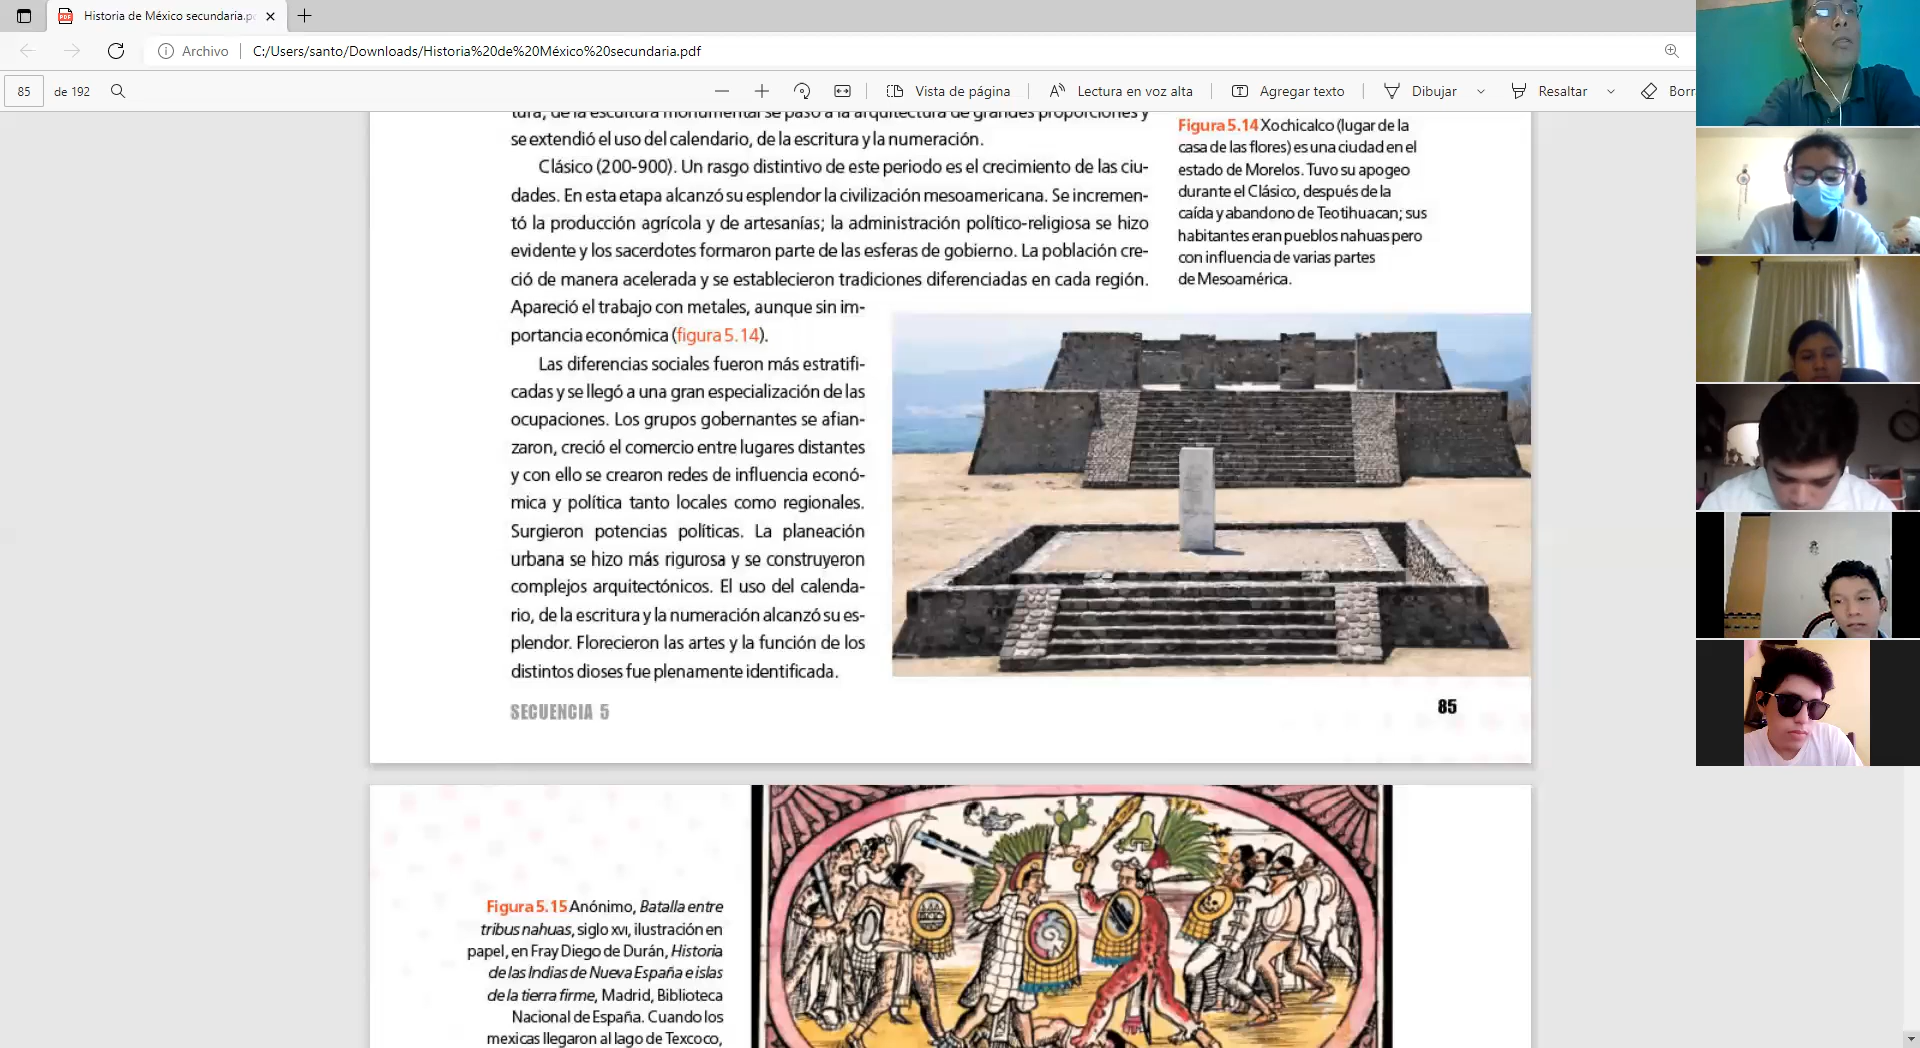 Historia de México secundaria.p
Archivo
C:/Users/santo/Downloads/Historia%20de%20México%20secundaria.pdf
85 de 192
Vista de página
Lectura en voz alta
Agregar texto
Dibujar
Resaltar
Borr
tura, de la escultura monumental se pasó a la arquitectura de grandes proporciones y
se extendió el uso del calendario, de la escritura y la numeración.
Clásico (200-900). Un rasgo distintivo de este periodo es el crecimiento de las ciu-
dades. En esta etapa alcanzó su esplendor la civilización mesoamericana. Se incremen-
tó la producción agrícola y de artesanías; la administración político-religiosa se hizo
evidente y los sacerdotes formaron parte de las esferas de gobierno. La población cre-
ció de manera acelerada y se establecieron tradiciones diferenciadas en cada región.
Apareció el trabajo con metales, aunque sin im-
portancia económica (figura 5.14).
Las diferencias sociales fueron más estratifi-
cadas y se llegó a una gran especialización de las
ocupaciones. Los grupos gobernantes se afian-
zaron, creció el comercio entre lugares distantes
y con ello se crearon redes de influencia econó-
mica y política tanto locales como regionales.
Surgieron potencias políticas. La planeación
urbana se hizo más rigurosa y se construyeron
complejos arquitectónicos. El uso del calenda-
rio, de la escritura y la numeración alcanzó su es-
plendor. Florecieron las artes y la función de los
distintos dioses fue plenamente identificada.
Figura 5.14 Xochicalco (lugar de la
casa de las flores) es una ciudad en el
estado de Morelos. Tuvo su apogeo
durante el Clásico, después de la
caída y abandono de Teotihuacan; sus
habitantes eran pueblos nahuas pero
con influencia de varias partes
de Mesoamérica.
SECUENCIA 5
85
Figura 5.15 Anónimo, Batalla entre
tribus nahuas, siglo XVI, ilustración en
papel, en Fray Diego de Durán, Historia
de las Indias de Nueva España e islas
de la tierra firme, Madrid, Biblioteca
Nacional de España. Cuando los
mexicas llegaron al lago de Texcoco,